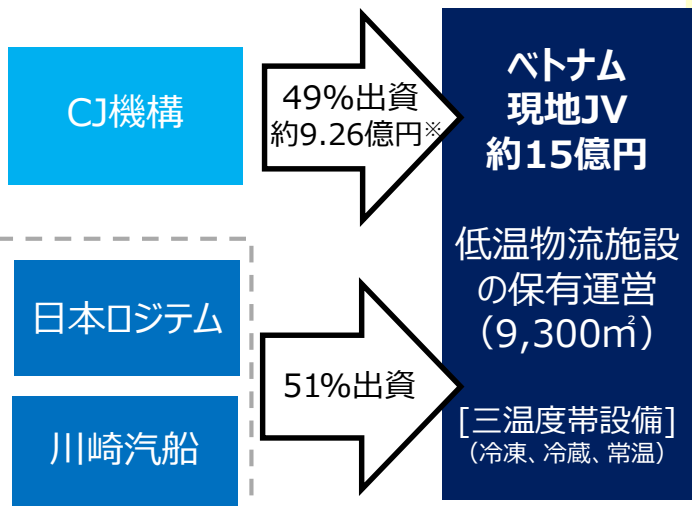 CJ機構
49%出資
約9.26億円※
ベトナム
現地JV
約15億円
低温物流施設
の保有運営
（9,300㎡）
[三温度帯設備]
（冷凍、冷蔵、常温）
日本ロジテム
川崎汽船
51%出資